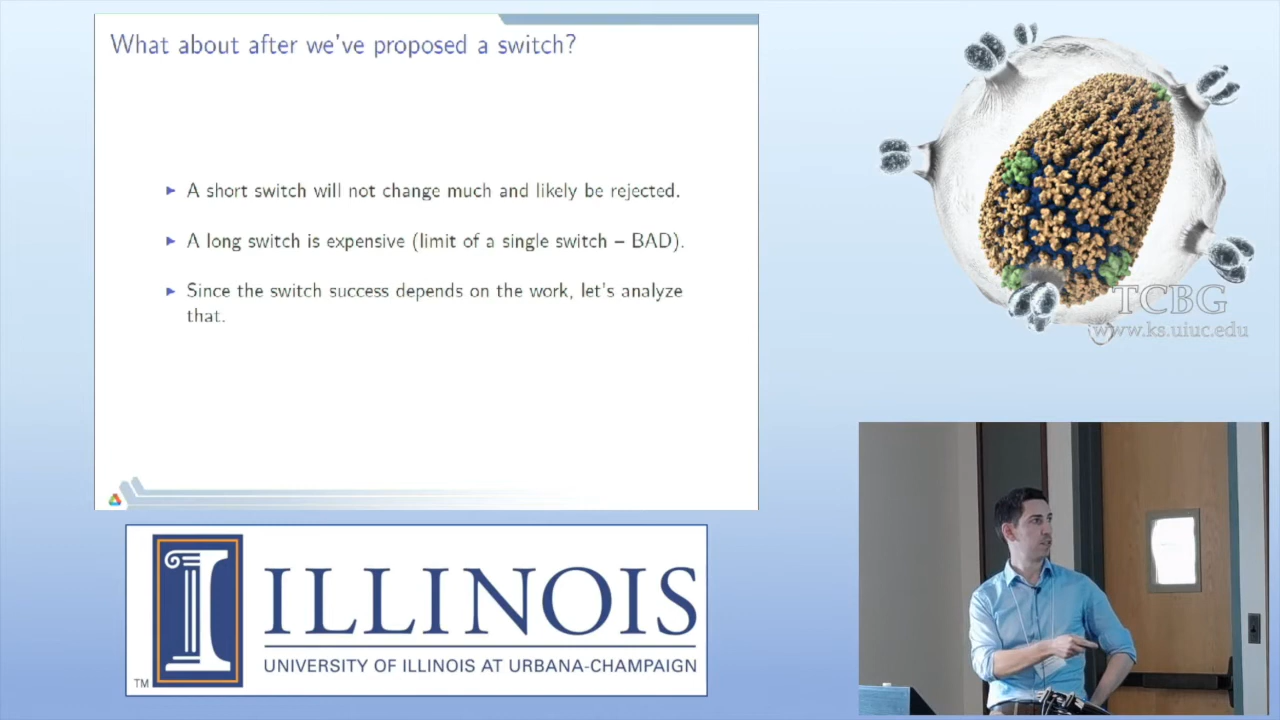 What about after we've proposed a switch?
► A short switch will not change much and likely be rejected.
► A long switch is expensive (limit of a single switch – BAD).
► Since the switch success depends on the work, let's analyze
that.
TCBG
www.ks.uiuc.edu
ILLINOIS
UNIVERSITY OF ILLINOIS AT URBANA-CHAMPAIGN
TM